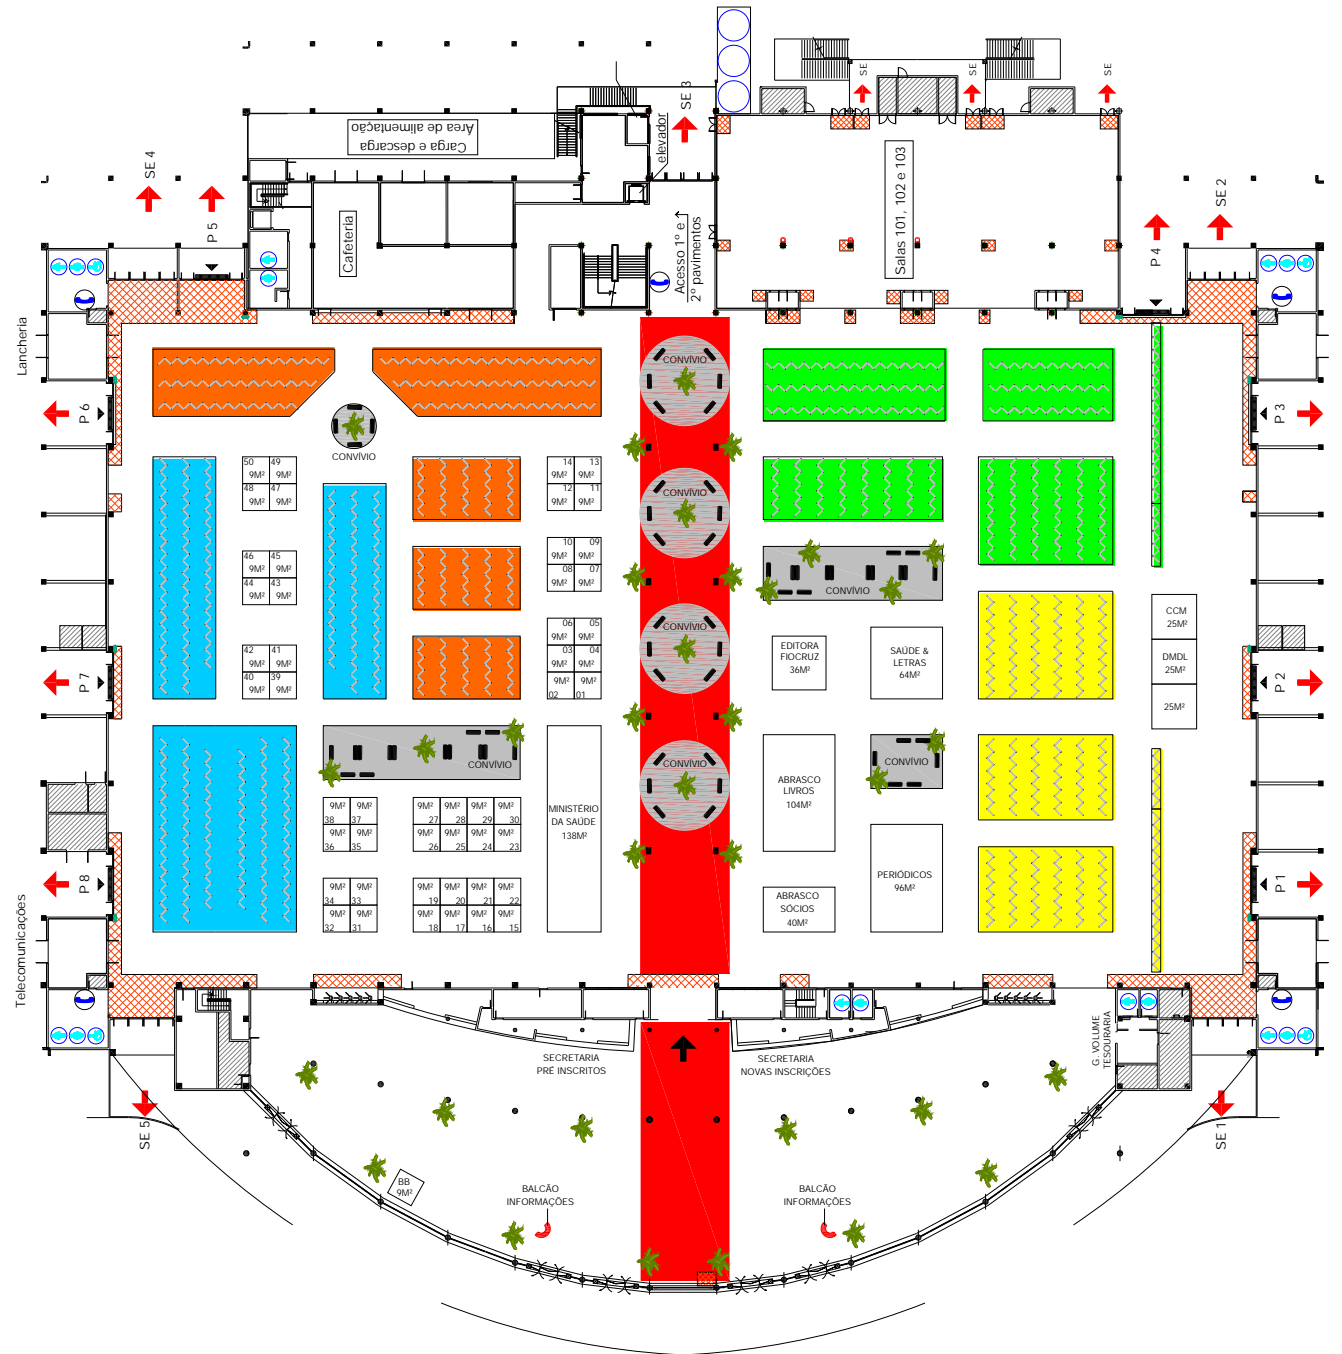 SE 3
SE
SE
SE
elevador
Carga e descarga
Área de alimentação
SE 4
P 5
Cafeteria
Acesso 1º e
2º pavimentos
Salas 101, 102 e 103
SE 2
P 4
Lancheria
P 6
CONVÍVIO
CONVÍVIO
P 3
50 49
9M² 9M²
48 47
9M² 9M²
14 13
9M² 9M²
12 11
9M² 9M²
CONVÍVIO
46 45
9M² 9M²
44 43
9M² 9M²
10 09
9M² 9M²
08 07
9M² 9M²
CONVÍVIO
42 41
9M² 9M²
40 39
9M² 9M²
06 05
9M² 9M²
03 04
9M² 9M²
9M² 9M²
02 01
CONVÍVIO
EDITORA
FIOCRUZ
36M²
SAÚDE &
LETRAS
64M²
CCM
25M²
DMDL
25M²
25M²
P 7
P 2
CONVÍVIO
CONVÍVIO
CONVÍVIO
MINISTÉRIO
DA SAÚDE
138M²
ABRASCO
LIVROS
104M²
9M² 9M²
38 37
9M² 9M²
36 35
9M² 9M² 9M² 9M²
27 28 29 30
9M² 9M² 9M² 9M²
26 25 24 23
PERIÓDICOS
96M²
ABRASCO
SÓCIOS
40M²
9M² 9M²
34 33
9M² 9M²
32 31
9M² 9M² 9M² 9M²
19 20 21 22
9M² 9M² 9M² 9M²
18 17 16 15
P 8
P 1
Telecomunicações
SECRETARIA
PRÉ INSCRITOS
SECRETARIA
NOVAS INSCRIÇÕES
G. VOLUME
TESOURARIA
SE 5
SE 1
BB
9M²
BALCÃO
INFORMAÇÕES
BALCÃO
INFORMAÇÕES